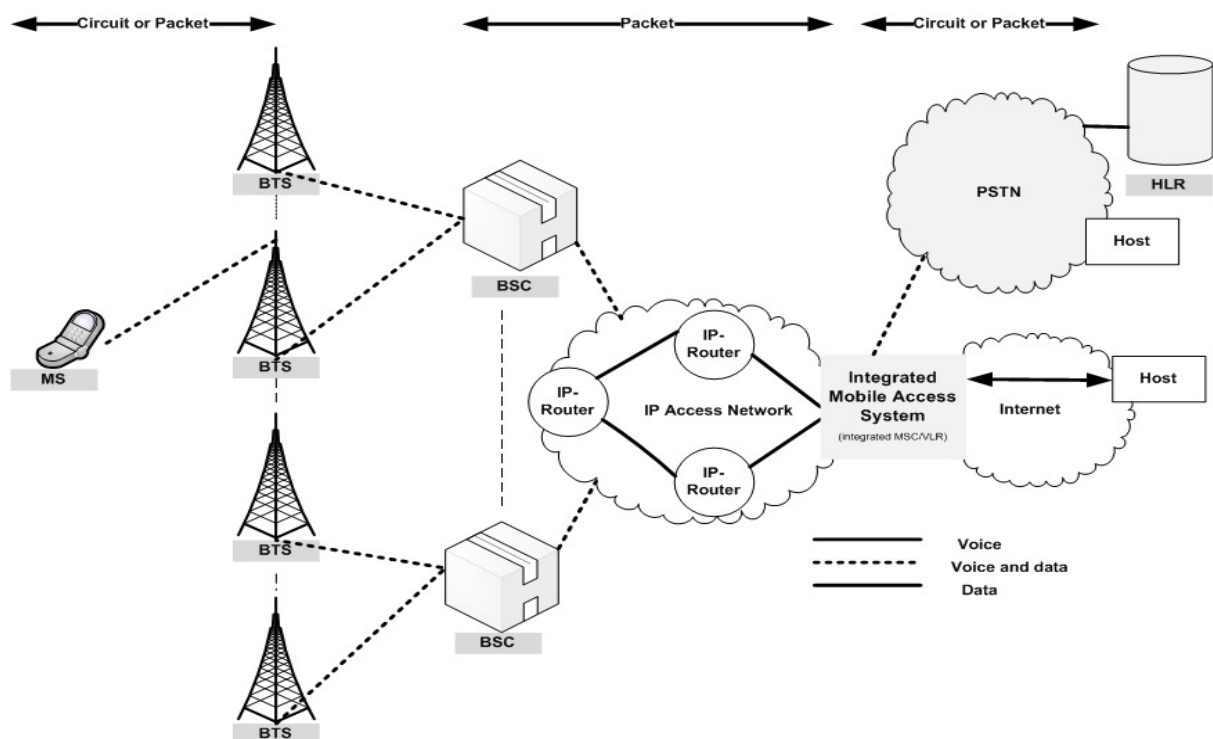 Circuit or Packet
Packet
Circuit or Packet
BTS
PSTN
HLR
Host
BSC
MS
BTS
IP-
Router
IP-
Router
IP Access Network
IP-
Router
Integrated
Mobile Access
System
(integrated MSC/VLR)
Internet
Host
BTS
BSC
BTS
Voice
Voice and data
Data